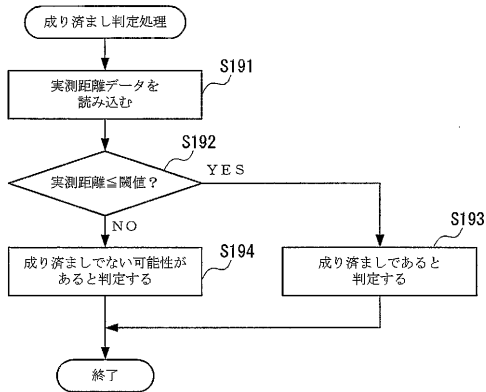 成り済まし判定処理
S191
実測距離データを
読み込む
S192
実測距離≦閾値？
YES
NO
S194
成り済ましでない可能性が
あると判定する
S193
成り済ましであると
判定する
終了